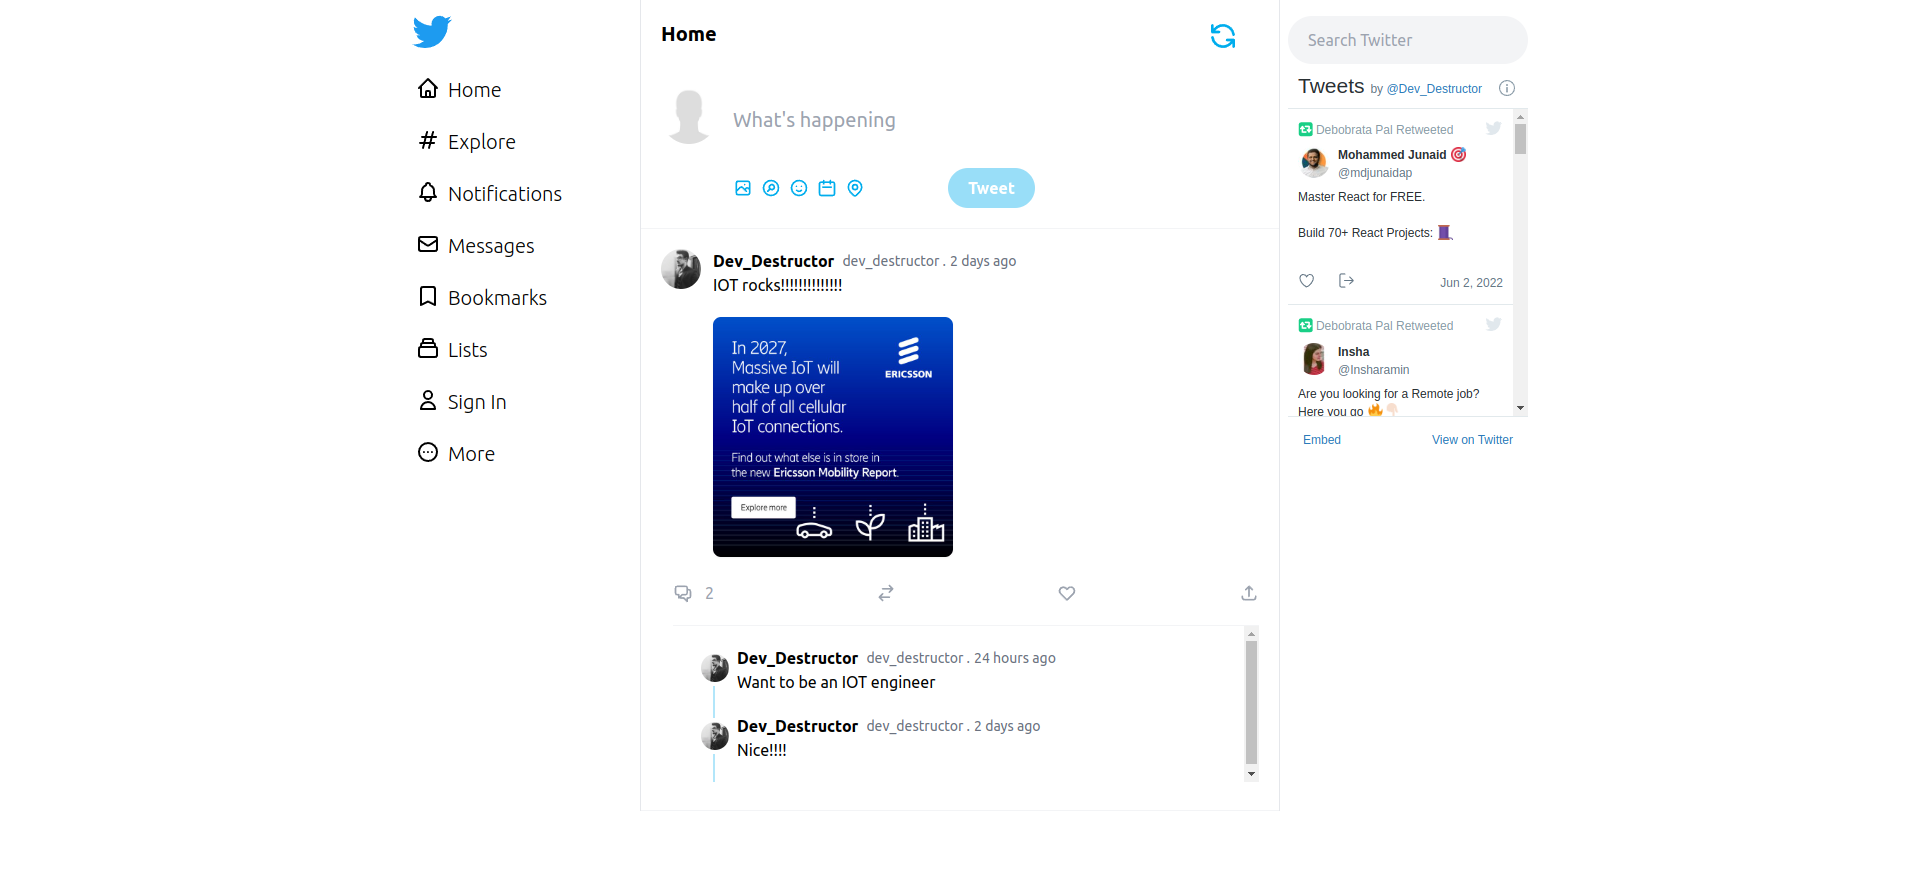 Home
Explore
Notifications
Messages
Bookmarks
Lists
Sign In
More
Home
What's happening
Tweet
Dev_Destructor dev_destructor . 2 days ago
IOT rocks!!!!!!!!!!!!!!
In 2027,
Massive IoT will
make up over
half of all cellular
IoT connections.
ERICSSON
Find out what else is in store in
the new Ericsson Mobility Report.
Explore more
2
Dev_Destructor dev_destructor . 24 hours ago
Want to be an IOT engineer
Dev_Destructor dev_destructor . 2 days ago
Nice!!!!
Search Twitter
Tweets by @Dev_Destructor
Debobrata Pal Retweeted
Mohammed Junaid
@mdjunaidap
Master React for FREE.
Build 70+ React Projects:
Jun 2, 2022
Debobrata Pal Retweeted
Insha
@Insharamin
Are you looking for a Remote job?
Here you go
Embed
View on Twitter